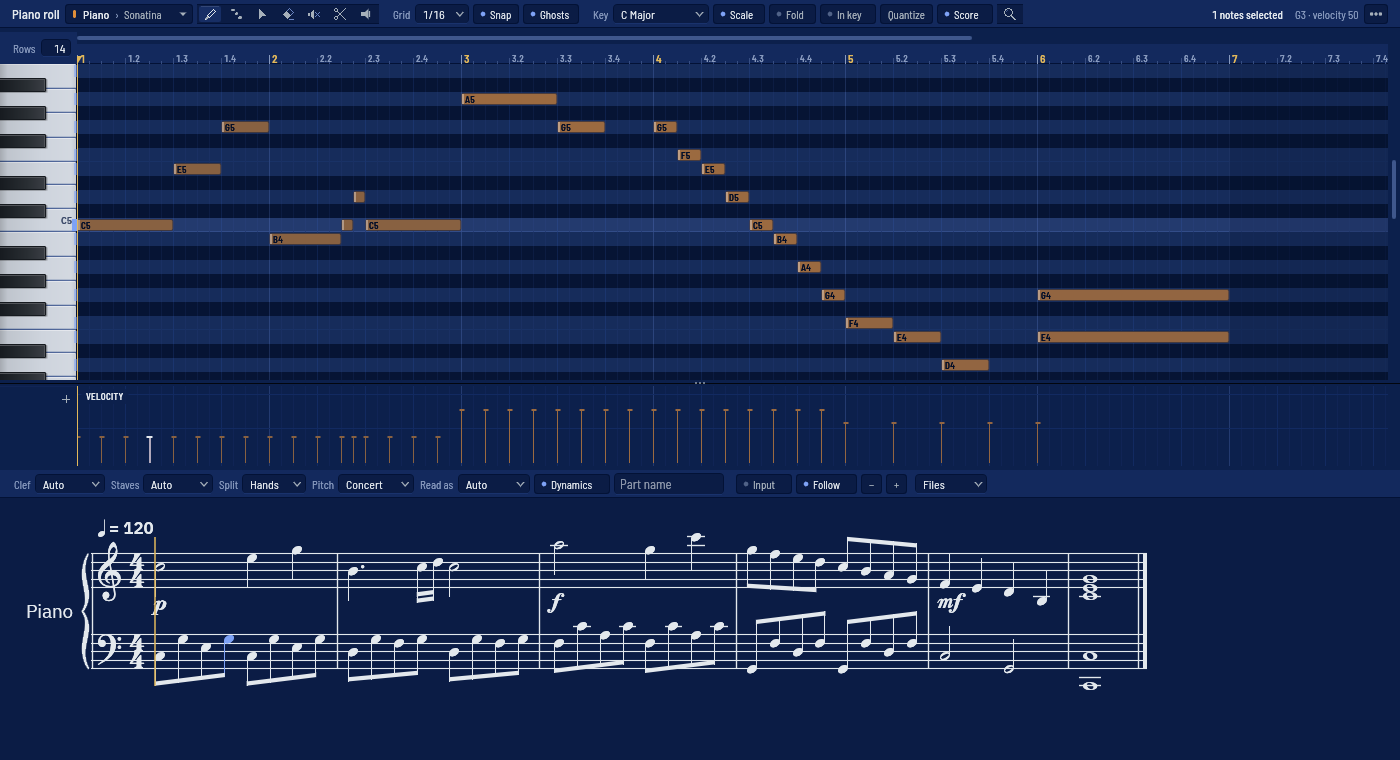 Piano roll Piano › Sonatina Grid 1/16 Snap Ghosts Key C Major Scale Fold In key Quantize Score 1 notes selected G3 · velocity 50
Rows 14
1 1.2 1.3 1.4 2 2.2 2.3 2.4 3 3.2 3.3 3.4 4 4.2 4.3 4.4 5 5.2 5.3 5.4 6 6.2 6.3 6.4 7 7.2 7.3 7.4
A5
G5 G5 G5
F5
E5 E5
D5
C5 C5 C5 C5
B4 B4
A4
G4 G4
F4
E4 E4
D4
VELOCITY
Clef Auto Staves Auto Split Hands Pitch Concert Read as Auto Dynamics Part name Input Follow − + Files
= 120
4 4
p f mf
Piano
4 4